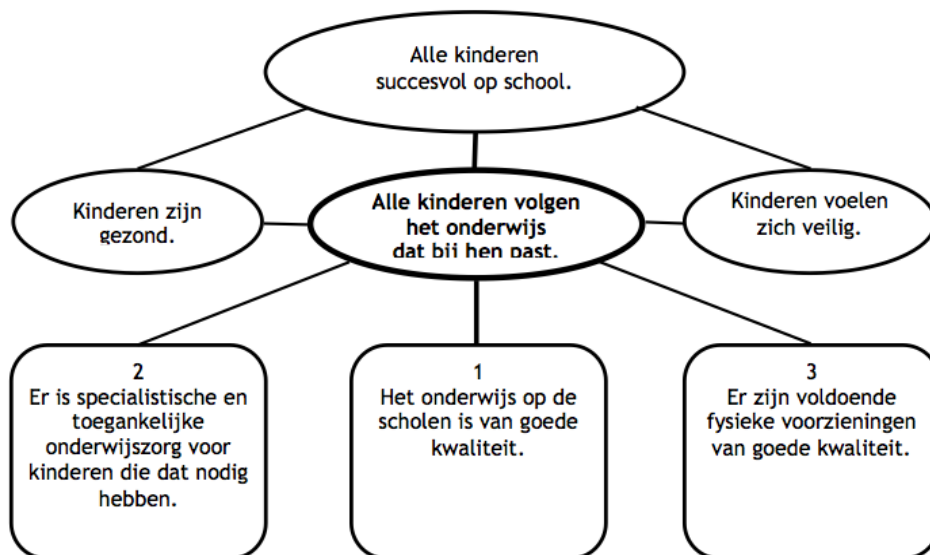 Alle kinderen
succesvol op school.
Kinderen zijn
gezond.
Alle kinderen volgen
het onderwijs
dat bij hen past.
Kinderen voelen
zich veilig.
2
Er is specialistische en
toegankelijke
onderwijszorg voor
kinderen die dat nodig
hebben.
1
Het onderwijs op de
scholen is van goede
kwaliteit.
3
Er zijn voldoende
fysieke voorzieningen
van goede kwaliteit.